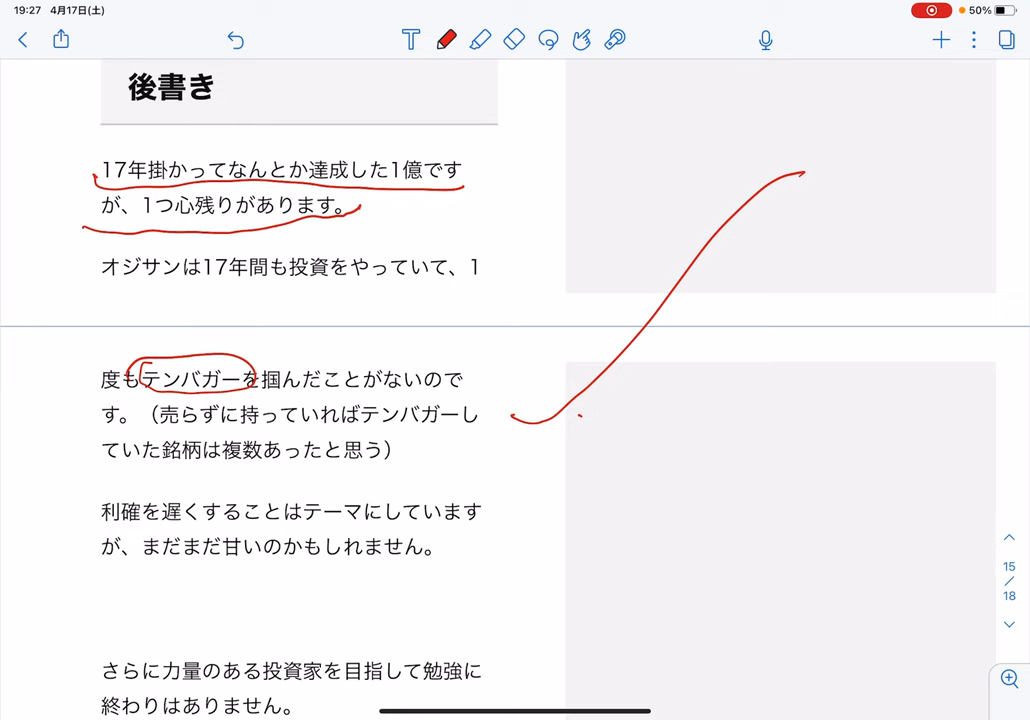 19:27 4月17日(土)
50%
T
後書き
17年掛かってなんとか達成した1億です
が、1つ心残りがあります。
オジサンは17年間も投資をやっていて、1
度もテンバガーを掴んだことがないので
す。（売らずに持っていればテンバガーし
ていた銘柄は複数あったと思う）
利確を遅くすることはテーマにしています
が、まだまだ甘いのかもしれません。
さらに力量のある投資家を目指して勉強に
終わりはありません。
15
/
18